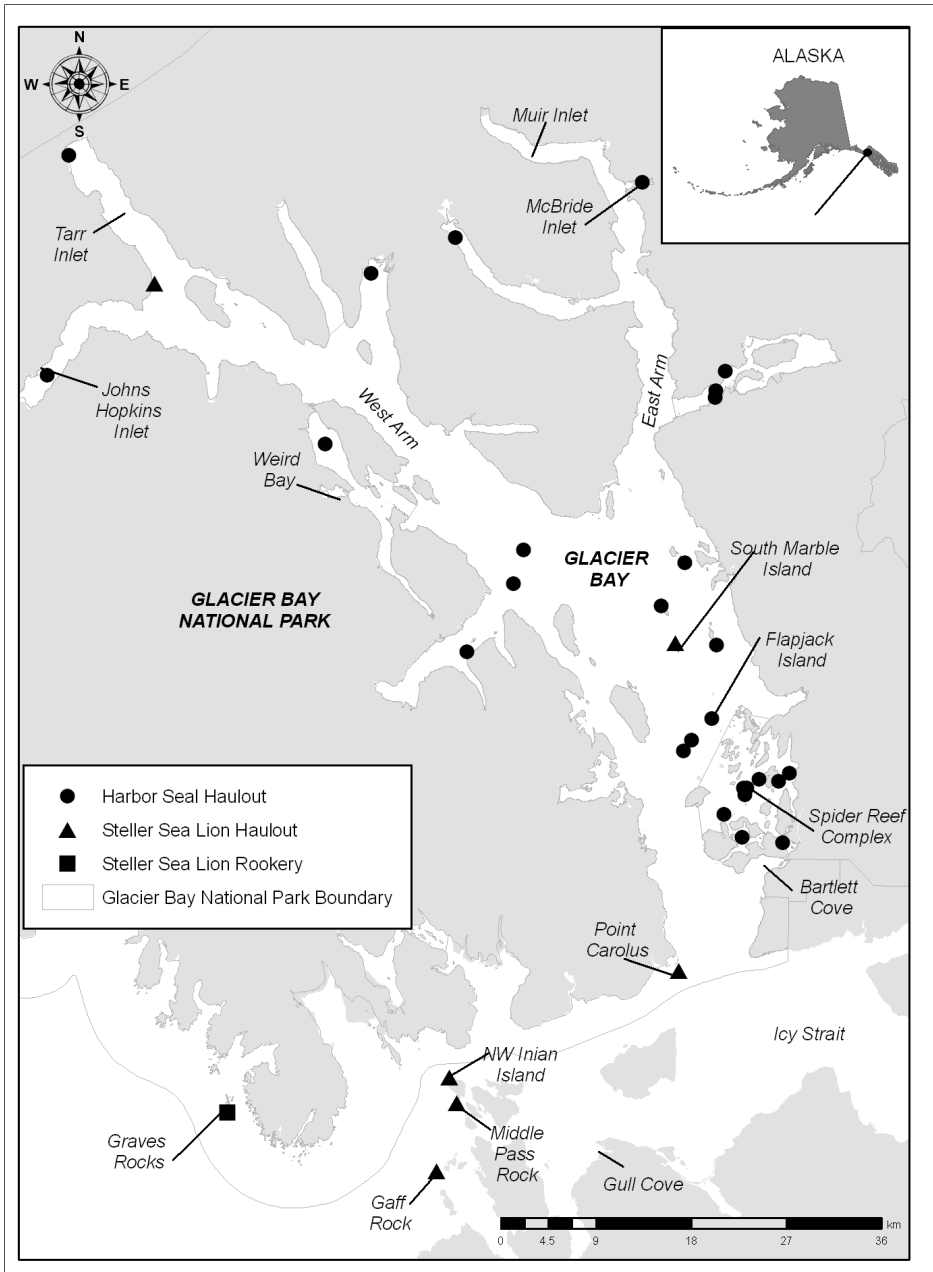 N
W
E
S
ALASKA
Muir Inlet
McBride
Inlet
Tarr
Inlet
Johns
Hopkins
Inlet
West Arm
East Arm
Weird
Bay
GLACIER
BAY
South Marble
Island
GLACIER BAY
NATIONAL PARK
Flapjack
Island
Harbor Seal Haulout
Steller Sea Lion Haulout
Steller Sea Lion Rookery
Glacier Bay National Park Boundary
Spider Reef
Complex
Bartlett
Cove
Point
Carolus
Icy Strait
NW Inian
Island
Graves
Rocks
Middle
Pass
Rock
Gull Cove
Gaff
Rock
km
0 4.5 9 18 27 36